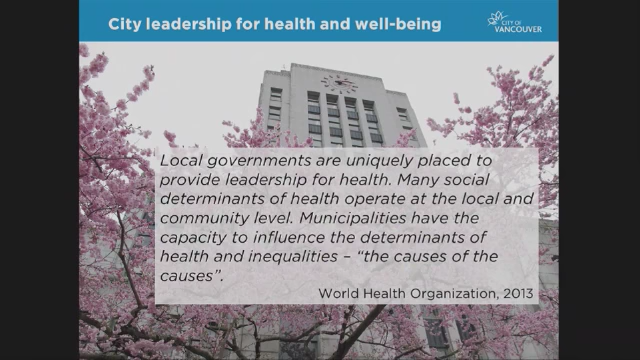 City leadership for health and well-being
CITY OF
VANCOUVER
Local governments are uniquely placed to
provide leadership for health. Many social
determinants of health operate at the local and
community level. Municipalities have the
capacity to influence the determinants of
health and inequalities – “the causes of the
causes”.
World Health Organization, 2013